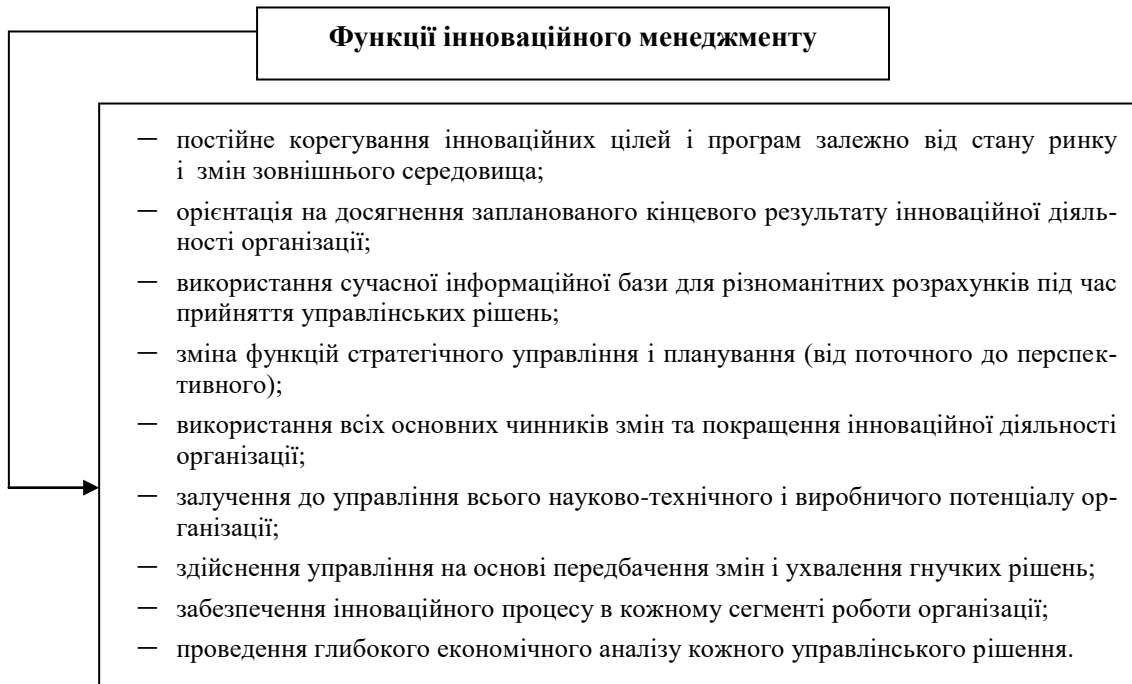 Функції інноваційного менеджменту
— постійне корегування інноваційних цілей і програм залежно від стану ринку
і змін зовнішнього середовища;
— орієнтація на досягнення запланованого кінцевого результату інноваційної діяль-
ності організації;
— використання сучасної інформаційної бази для різноманітних розрахунків під час
прийняття управлінських рішень;
— зміна функцій стратегічного управління і планування (від поточного до перспек-
тивного);
— використання всіх основних чинників змін та покращення інноваційної діяльності
організації;
— залучення до управління всього науково-технічного і виробничого потенціалу ор-
ганізації;
— здійснення управління на основі передбачення змін і ухвалення гнучких рішень;
— забезпечення інноваційного процесу в кожному сегменті роботи організації;
— проведення глибокого економічного аналізу кожного управлінського рішення.